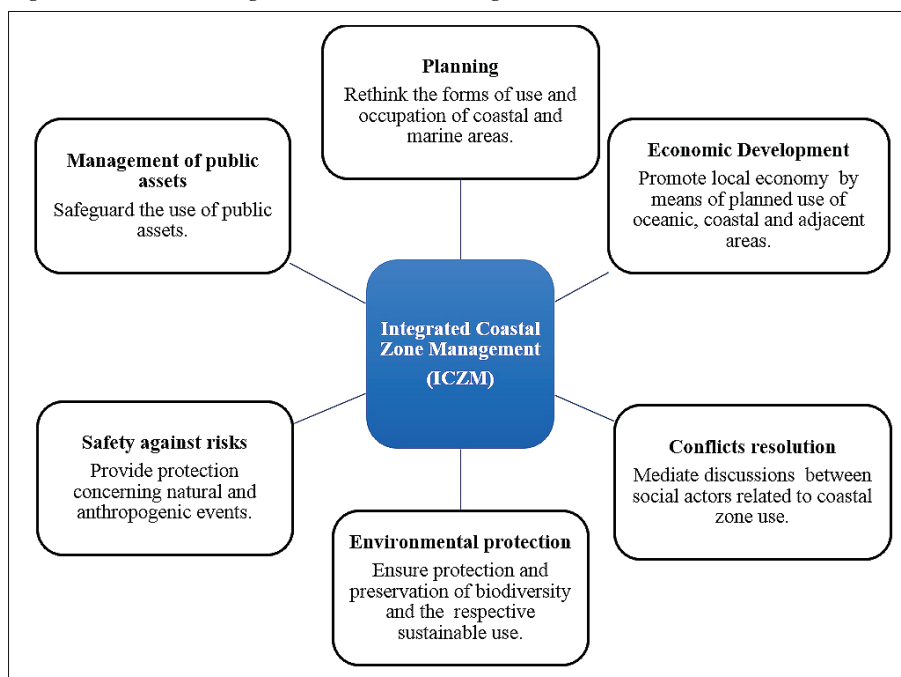 Planning
Rethink the forms of use and
occupation of coastal and
marine areas.
Management of public
assets
Safeguard the use of public
assets.
Economic Development
Promote local economy by
means of planned use of
oceanic, coastal and adjacent
areas.
Integrated Coastal
Zone Management
(ICZM)
Safety against risks
Provide protection
concerning natural and
anthropogenic events.
Conflicts resolution
Mediate discussions between
social actors related to coastal
zone use.
Environmental protection
Ensure protection and
preservation of biodiversity
and the respective
sustainable use.